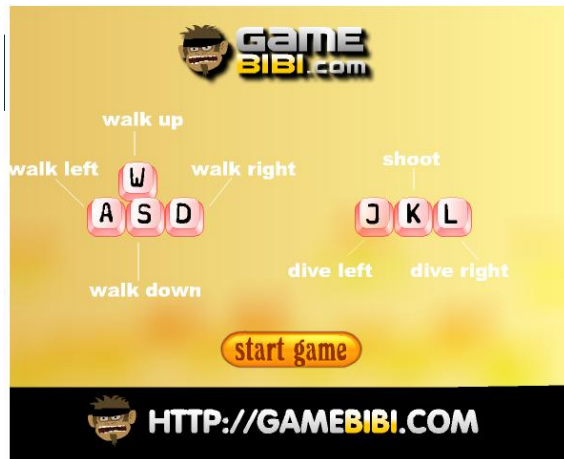 GAME
BIBI.com
walk up
walk left
walk right
shoot
W
A S D
J K L
dive left
dive right
walk down
start game
HTTP://GAMEBIBI.COM